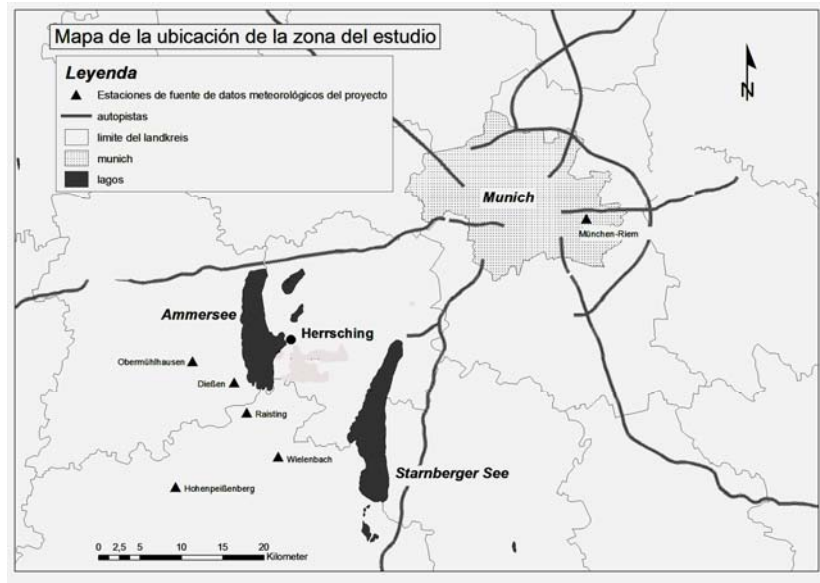 Mapa de la ubicación de la zona del estudio
Leyenda
Estaciones de fuente de datos meteorológicos del proyecto
autopistas
limite del landkreis
munich
lagos
N
Munich
München-Riem
Ammersee
Herrsching
Obermühlhausen
Dießen
Raisting
Wielenbach
Starnberger See
Hohenpeißenberg
0 2,5 5 10 15 20
Kilometer